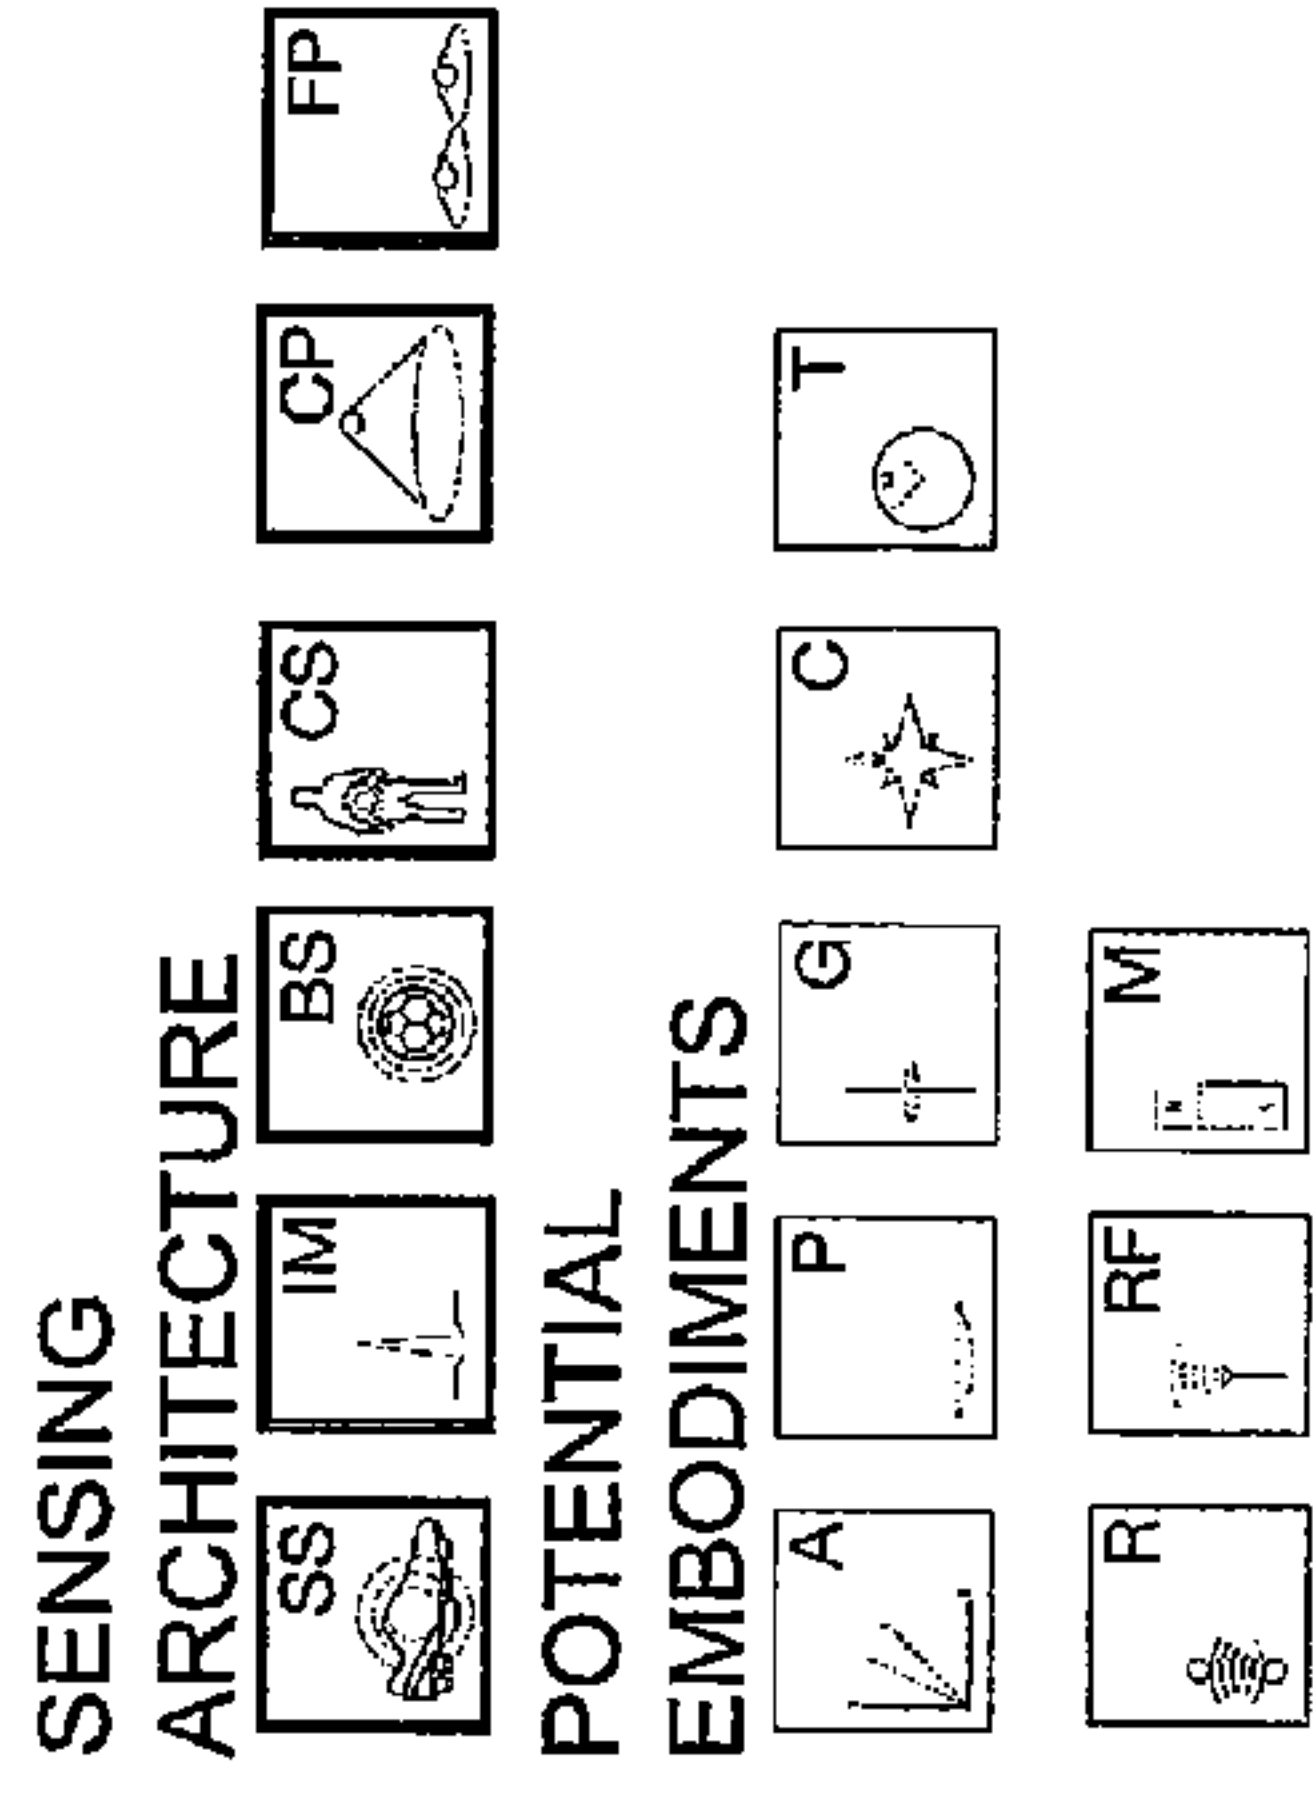 SENSING
ARCHITECTURE
SS IM BS CS CP FP
POTENTIAL
EMBODIMENTS
A P G C T
R RF M